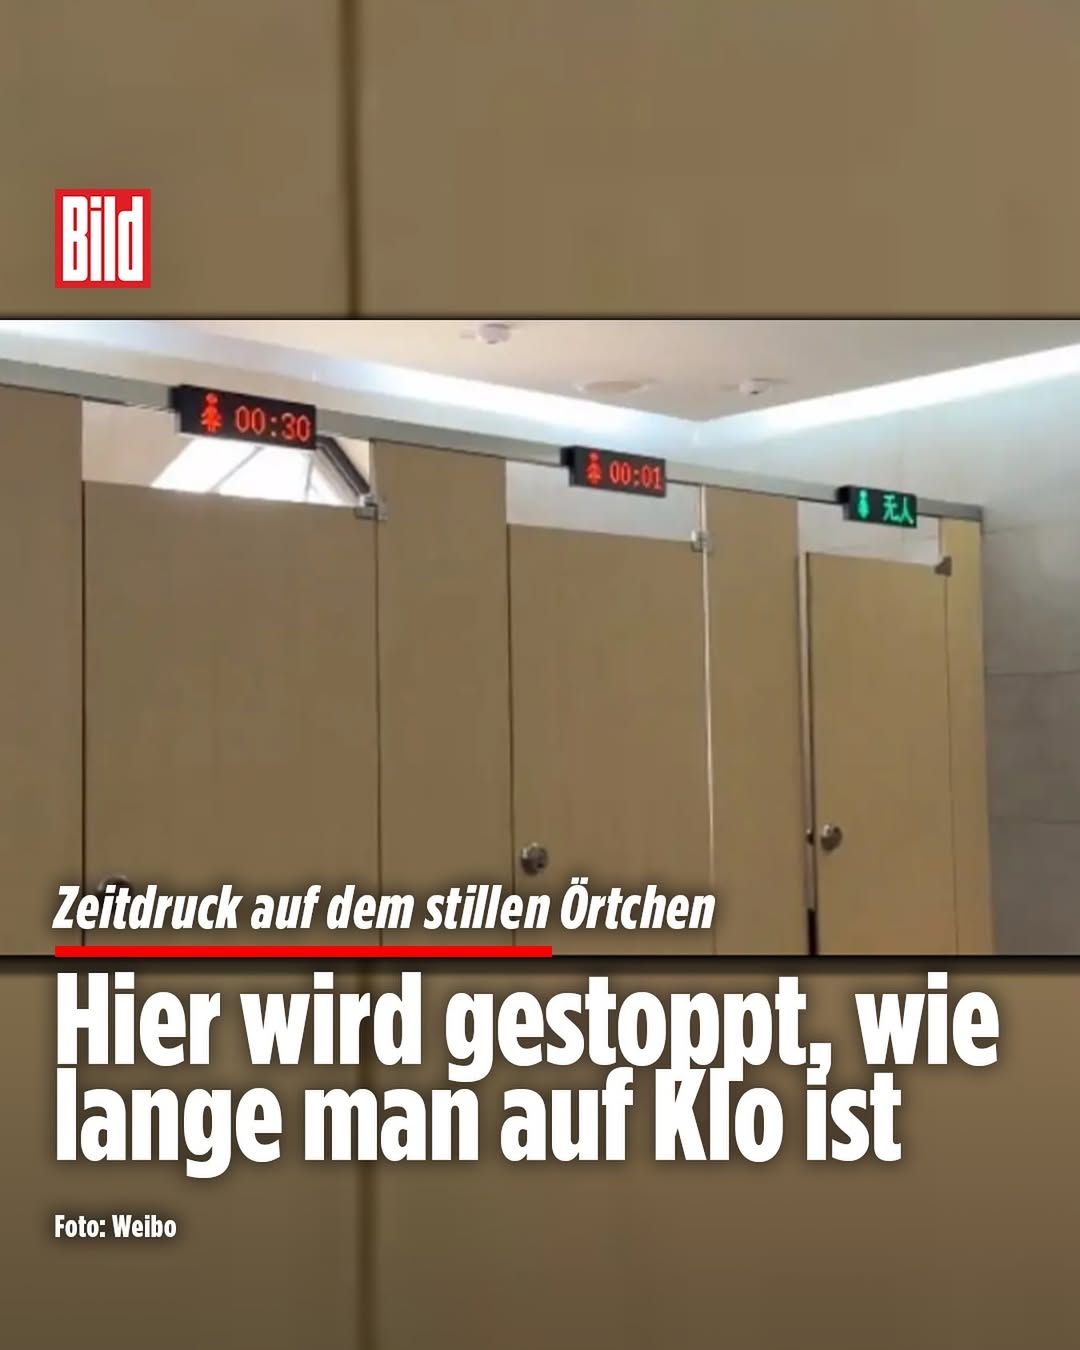 Bild
00:30
00:01
无人
Zeitdruck auf dem stillen Örtchen
Hier wird gestoppt, wie
lange man auf Klo ist
Foto: Weibo